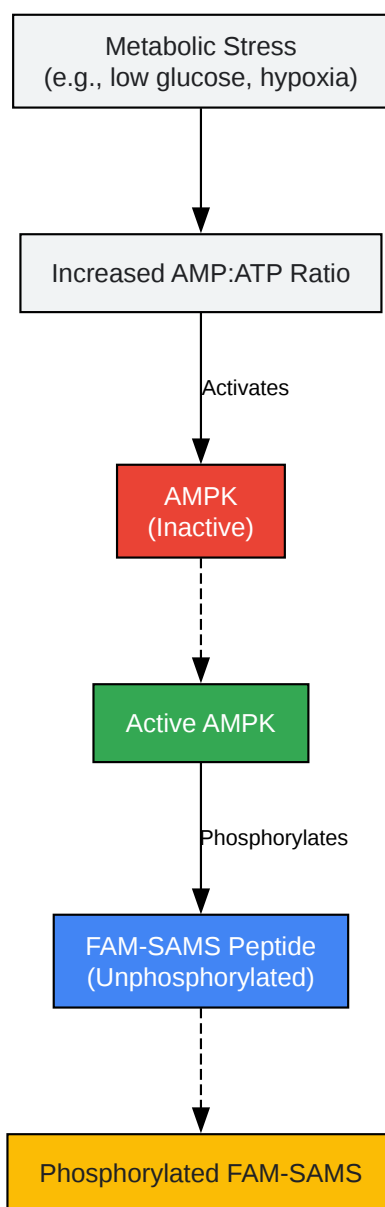 Metabolic Stress
(e.g., low glucose, hypoxia)
Increased AMP:ATP Ratio
Activates
AMPK
(Inactive)
Active AMPK
Phosphorylates
FAM-SAMS Peptide
(Unphosphorylated)
Phosphorylated FAM-SAMS